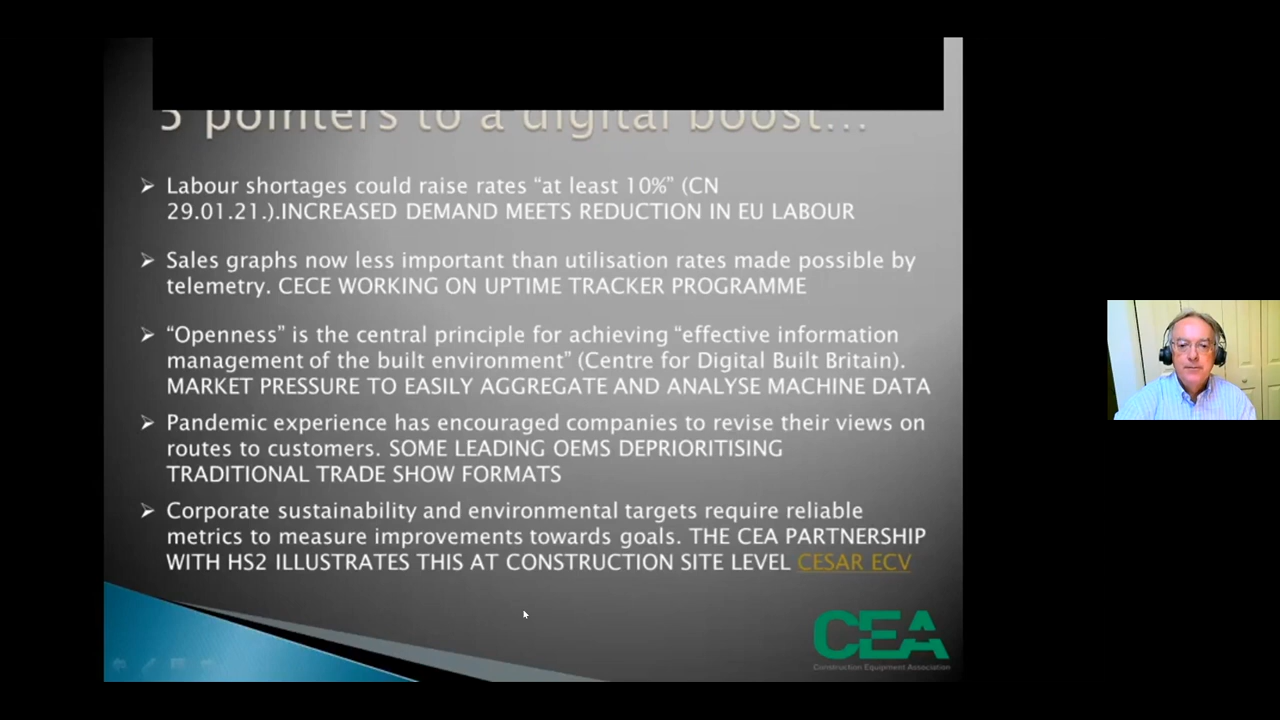 5 pointers to a digital boost...
Labour shortages could raise rates “at least 10%” (CN
29.01.21.).INCREASED DEMAND MEETS REDUCTION IN EU LABOUR
Sales graphs now less important than utilisation rates made possible by
telemetry. CECE WORKING ON UPTIME TRACKER PROGRAMME
“Openness” is the central principle for achieving “effective information
management of the built envinment” (Centre for Digital Built Britain).
MARKET PRESSURE TO EASILY AGGREGATE AND ANALYSE MACHINE DATA
Pandemic experience has encouraged companies to revise their views on
routes to customers. SOME LEADING OEMS DEPRIORITISING
TRADITIONAL TRADE SHOW FORMATS
Corporate sustainability and environmental targets require reliable
metrics to measure improvements towards goals. THE CEA PARTNERSHIP
WITH HS2 ILLUSTRATES THIS AT CONSTRUCTION SITE LEVEL CESAR ECV
CEA
Construction Equipment Association